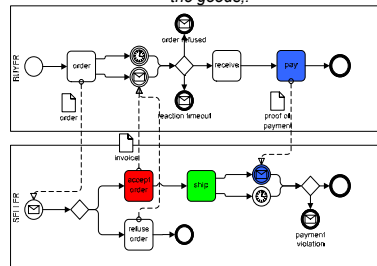 the goods,.
BUYER
order
order refused
receive
pay
reaction timeout
order
proof of
payment
invoice
SELLER
accept
order
ship
refuse
order
payment
violation